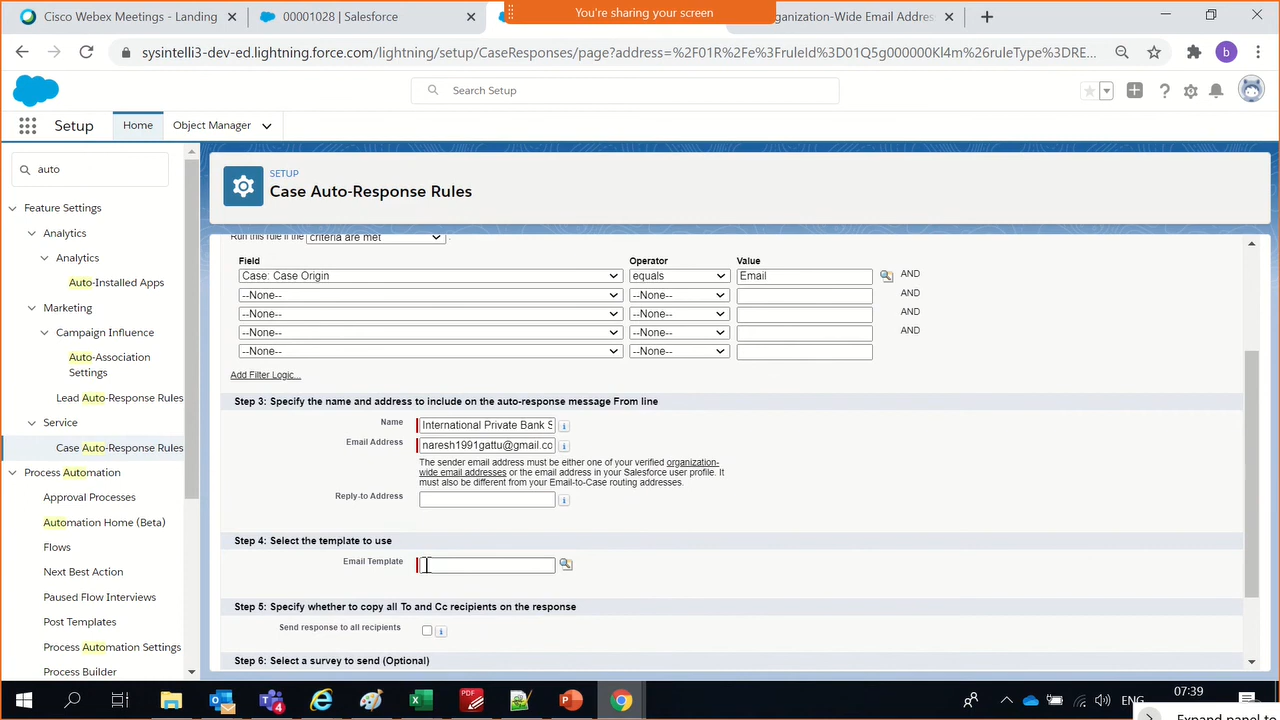 Cisco Webex Meetings - Landing
00001028 | Salesforce
You're sharing your screen
ganization-Wide Email Addres
sysintelli3-dev-ed.lightning.force.com/lightning/setup/CaseResponses/page?address=%2F01R%2Fe%3FruleId%3D01Q5g000000Kl4m%26ruleType%3DRE...
b
Search Setup
Setup
Home
Object Manager
auto
Feature Settings
Analytics
Analytics
Auto-Installed Apps
Marketing
Campaign Influence
Auto-Association
Settings
Lead Auto-Response Rules
Service
Case Auto-Response Rules
Process Automation
Approval Processes
Automation Home (Beta)
Flows
Next Best Action
Paused Flow Interviews
Post Templates
Process Automation Settings
Process Builder
SETUP
Case Auto-Response Rules
Run this rule if the criteria are met .
Field Operator Value
Case: Case Origin equals Email AND
--None-- --None-- AND
--None-- --None-- AND
--None-- --None-- AND
--None-- --None--
Add Filter Logic...
Step 3: Specify the name and address to include on the auto-response message From line
Name International Private Bank S
Email Address naresh1991gattu@gmail.co
The sender email address must be either one of your verified organization-
wide email addresses or the email address in your Salesforce user profile. It
must also be different from your Email-to-Case routing addresses.
Reply-to Address
Step 4: Select the template to use
Email Template
Step 5: Specify whether to copy all To and Cc recipients on the response
Send response to all recipients
Step 6: Select a survey to send (Optional)
ENG
07:39
Expand panel to